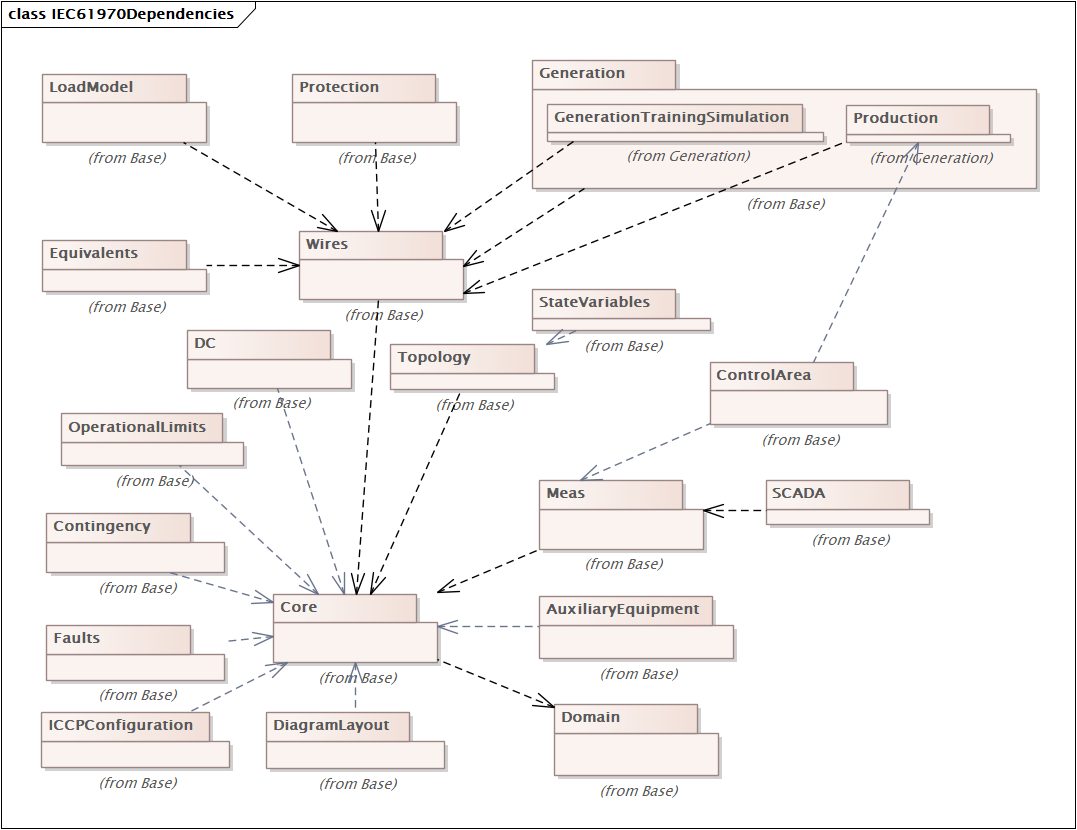 class IEC61970Dependencies
LoadModel
(from Base)
Protection
(from Base)
Generation
GenerationTrainingSimulation
(from Generation)
Production
(from Generation)
(from Base)
Wires
(from Base)
Equivalents
(from Base)
StateVariables
(from Base)
DC
(from Base)
Topology
(from Base)
ControlArea
(from Base)
OperationalLimits
(from Base)
Meas
(from Base)
SCADA
(from Base)
Contingency
(from Base)
Core
(from Base)
AuxiliaryEquipment
(from Base)
Faults
(from Base)
ICCPConfiguration
(from Base)
DiagramLayout
(from Base)
Domain
(from Base)